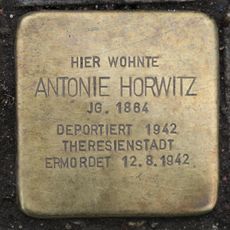 HIER WOHNTE
ANTONIE HORWITZ
JG. 1864
DEPORTIERT 1942
THERESIENSTADT
ERMORDET 12.8.1942